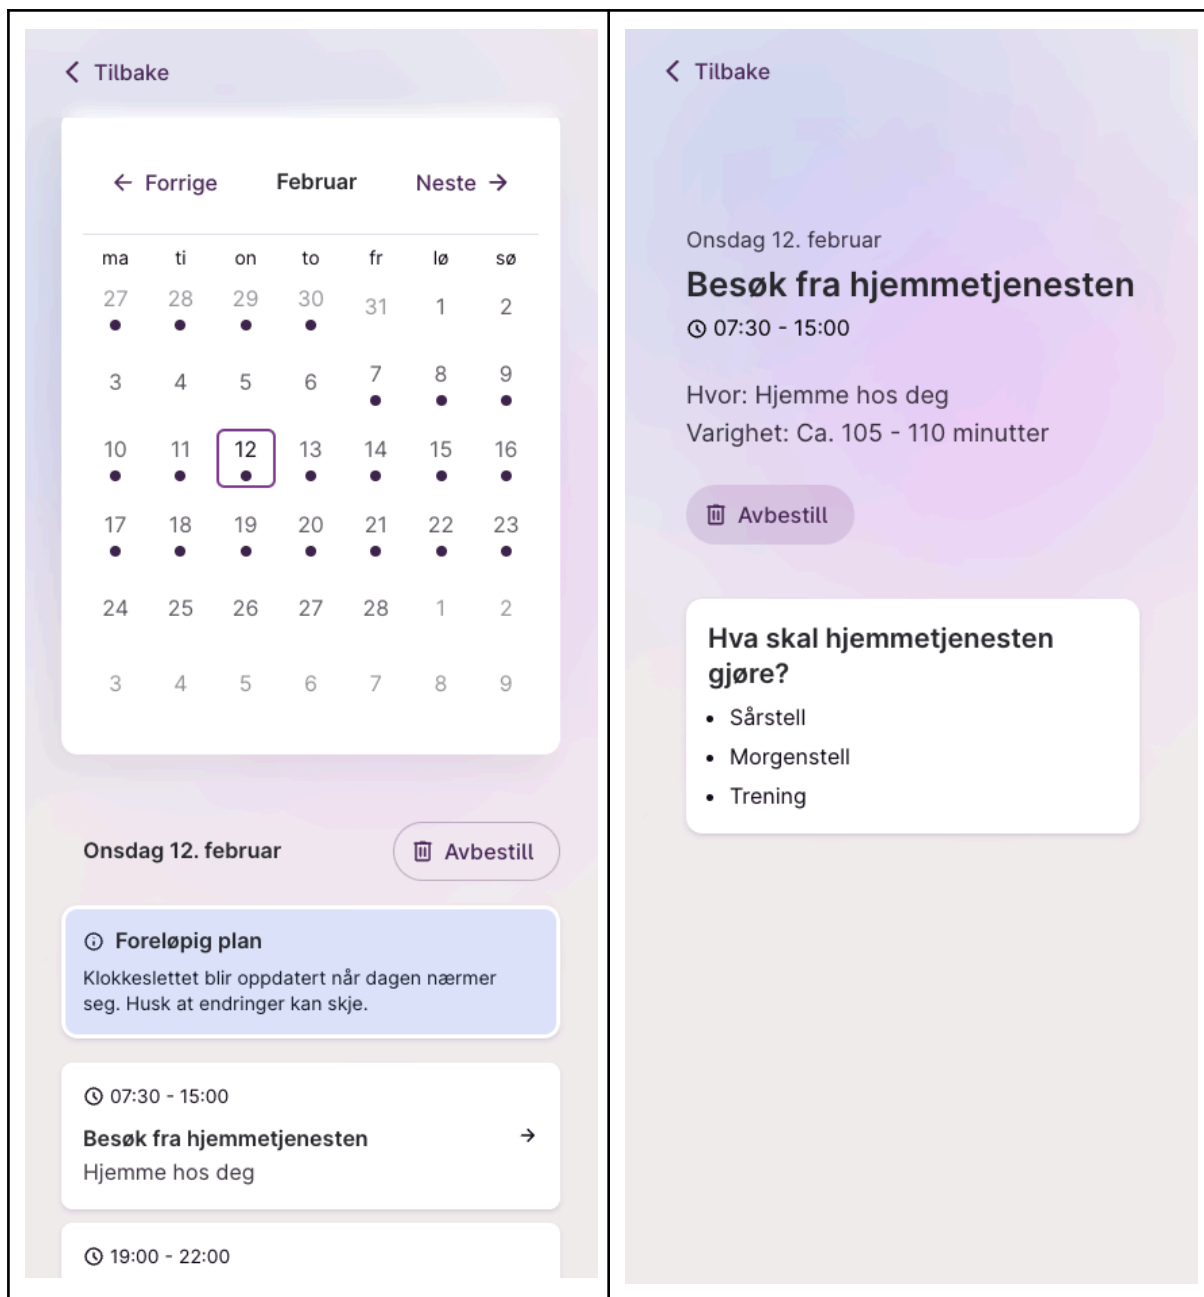 Tilbake
Forrige Februar Neste
ma ti on to fr lø sø
27 28 29 30 31 1 2
3 4 5 6 7 8 9
10 11 12 13 14 15 16
17 18 19 20 21 22 23
24 25 26 27 28 1 2
3 4 5 6 7 8 9
Onsdag 12. februar Avbestill
Foreløpig plan
Klokkeslettet blir oppdatert når dagen nærmer
seg. Husk at endringer kan skje.
07:30 - 15:00
Besøk fra hjemmetjenesten
Hjemme hos deg
19:00 - 22:00
Tilbake
Onsdag 12. februar
Besøk fra hjemmetjenesten
07:30 - 15:00
Hvor: Hjemme hos deg
Varighet: Ca. 105 - 110 minutter
Avbestill
Hva skal hjemmetjenesten
gjøre?
• Sårstell
• Morgenstell
• Trening